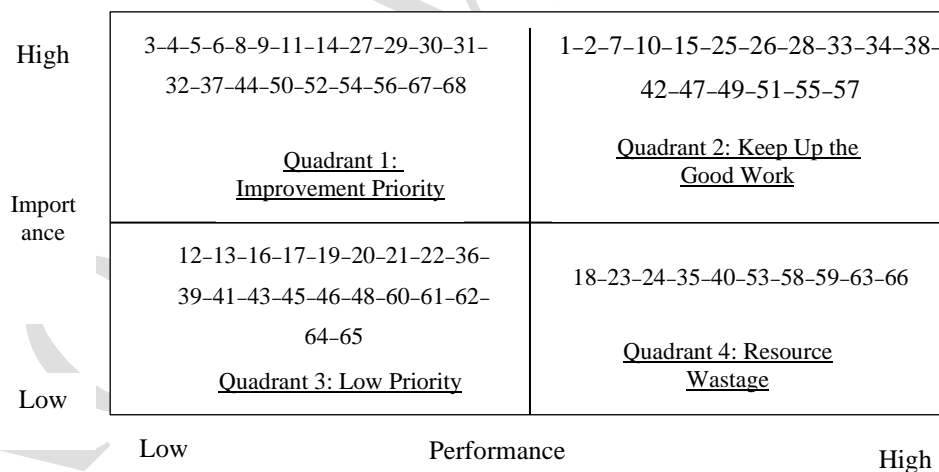 High
3–4–5–6–8–9–11–14–27–29–30–31–
32–37–44–50–52–54–56–67–68
Quadrant 1:
Improvement Priority
1–2–7–10–15–25–26–28–33–34–38–
42–47–49–51–55–57
Quadrant 2: Keep Up the
Good Work
Import
ance
12–13–16–17–19–20–21–22–36–
39–41–43–45–46–48–60–61–62–
64–65
Quadrant 3: Low Priority
18–23–24–35–40–53–58–59–63–66
Quadrant 4: Resource
Wastage
Low
Low
Performance
High